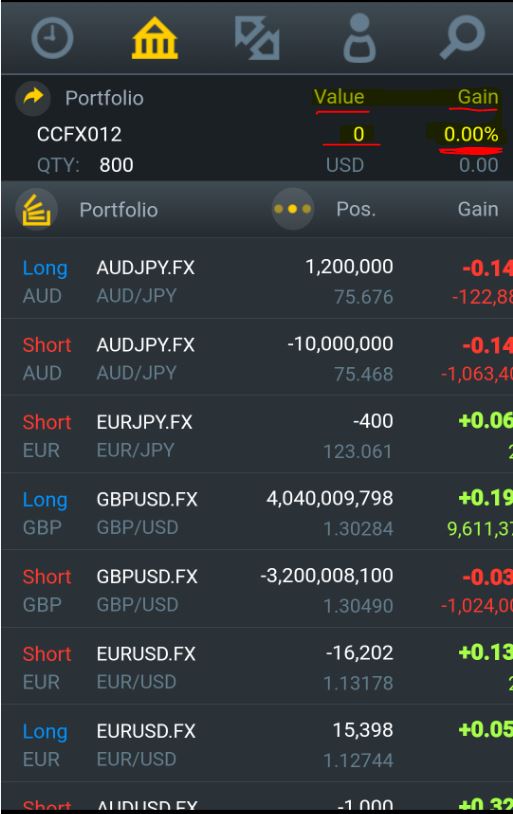 Portfolio Value Gain
CCFX012 0 0.00%
QTY: 800 USD 0.00
Portfolio Pos. Gain
Long AUDJPY.FX 1,200,000 -0.14
AUD AUD/JPY 75.676 -122,88
Short AUDJPY.FX -10,000,000 -0.14
AUD AUD/JPY 75.468 -1,063,40
Short EURJPY.FX -400 +0.06
EUR EUR/JPY 123.061
Long GBPUSD.FX 4,040,009,798 +0.19
GBP GBP/USD 1.30284 9,611,37
Short GBPUSD.FX -3,200,008,100 -0.03
GBP GBP/USD 1.30490 -1,024,00
Short EURUSD.FX -16,202 +0.13
EUR EUR/USD 1.13178
Long EURUSD.FX 15,398 +0.05
EUR EUR/USD 1.12744
Short AUDUSD.FX -1,000 +0.32